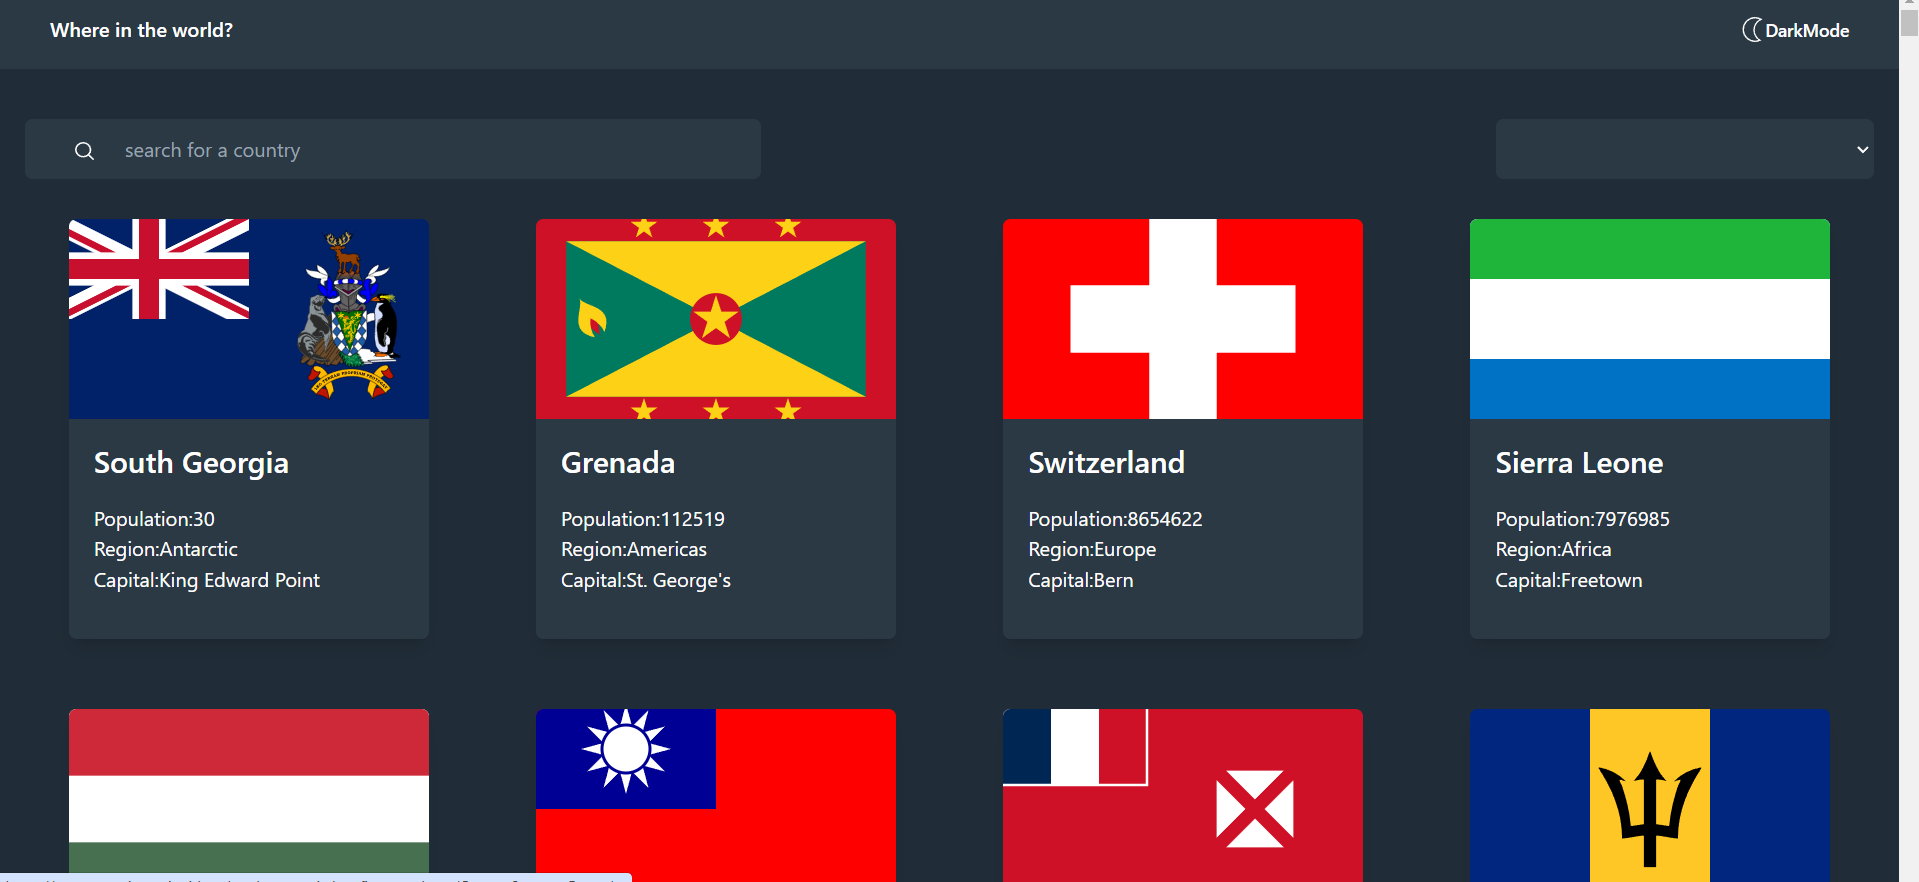 Where in the world?
DarkMode
search for a country
South Georgia
Population:30
Region:Antarctic
Capital:King Edward Point
Grenada
Population:112519
Region:Americas
Capital:St. George's
Switzerland
Population:8654622
Region:Europe
Capital:Bern
Sierra Leone
Population:7976985
Region:Africa
Capital:Freetown